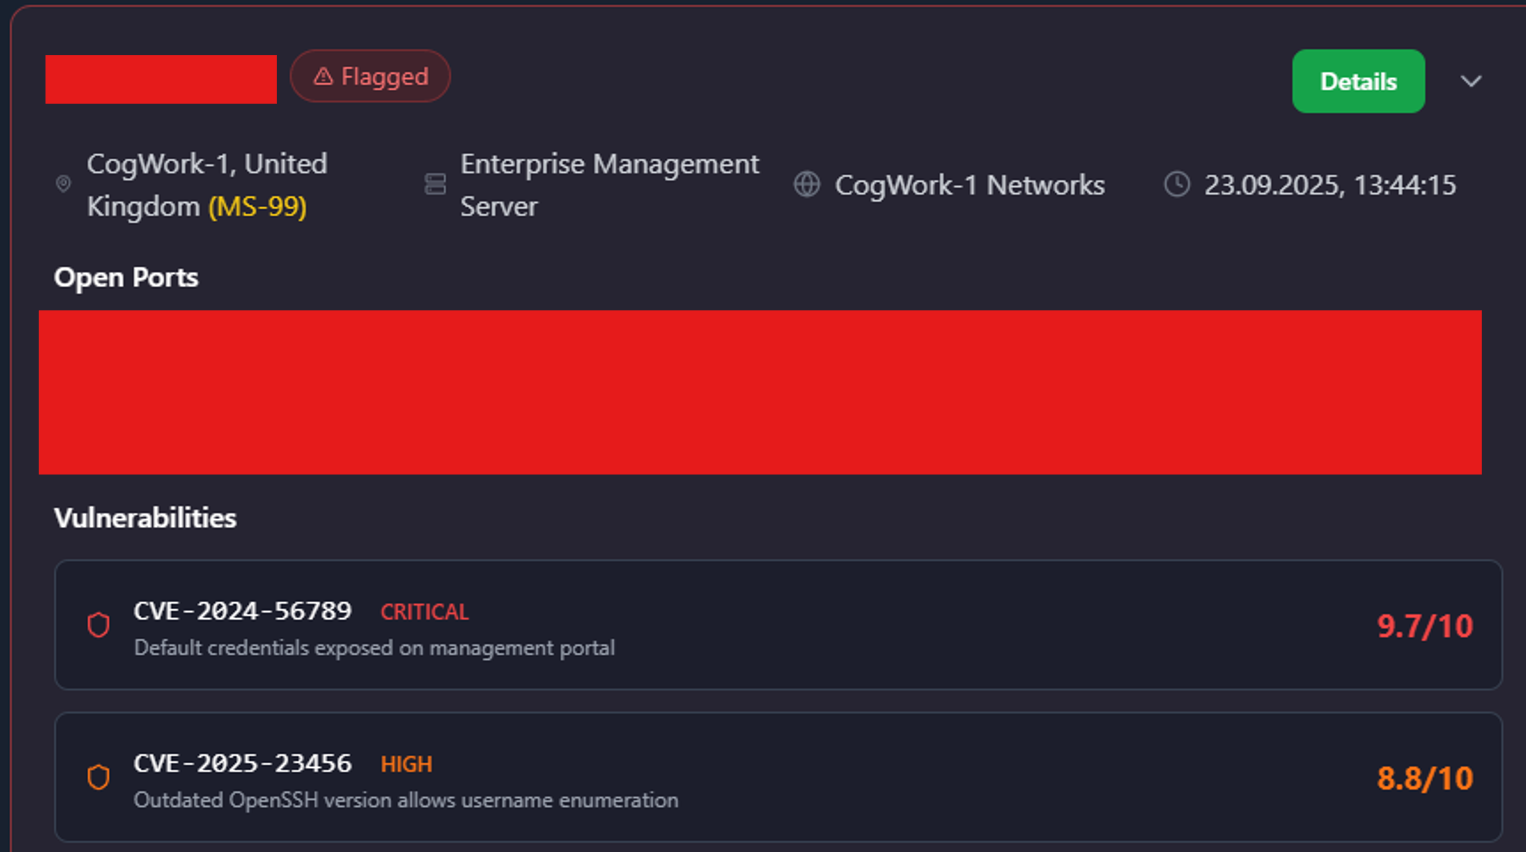 Flagged
Details
CogWork-1, United
Kingdom (MS-99)
Enterprise Management
Server
CogWork-1 Networks
23.09.2025, 13:44:15
Open Ports
Vulnerabilities
CVE-2024-56789 CRITICAL
Default credentials exposed on management portal
9.7/10
CVE-2025-23456 HIGH
Outdated OpenSSH version allows username enumeration
8.8/10